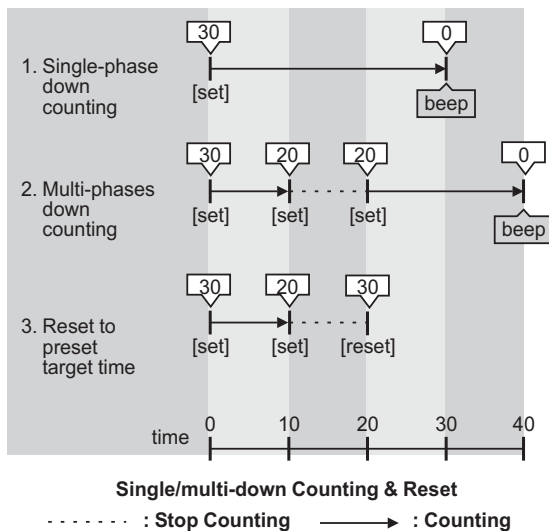 30 0
1. Single-phase
down
counting
[set] beep
30 20 20 0
2. Multi-phases
down
counting
[set] [set] [set] beep
30 20 30
3. Reset to
preset
target time
[set] [set] [reset]
time 0 10 20 30 40
Single/multi-down Counting & Reset
: Stop Counting : Counting